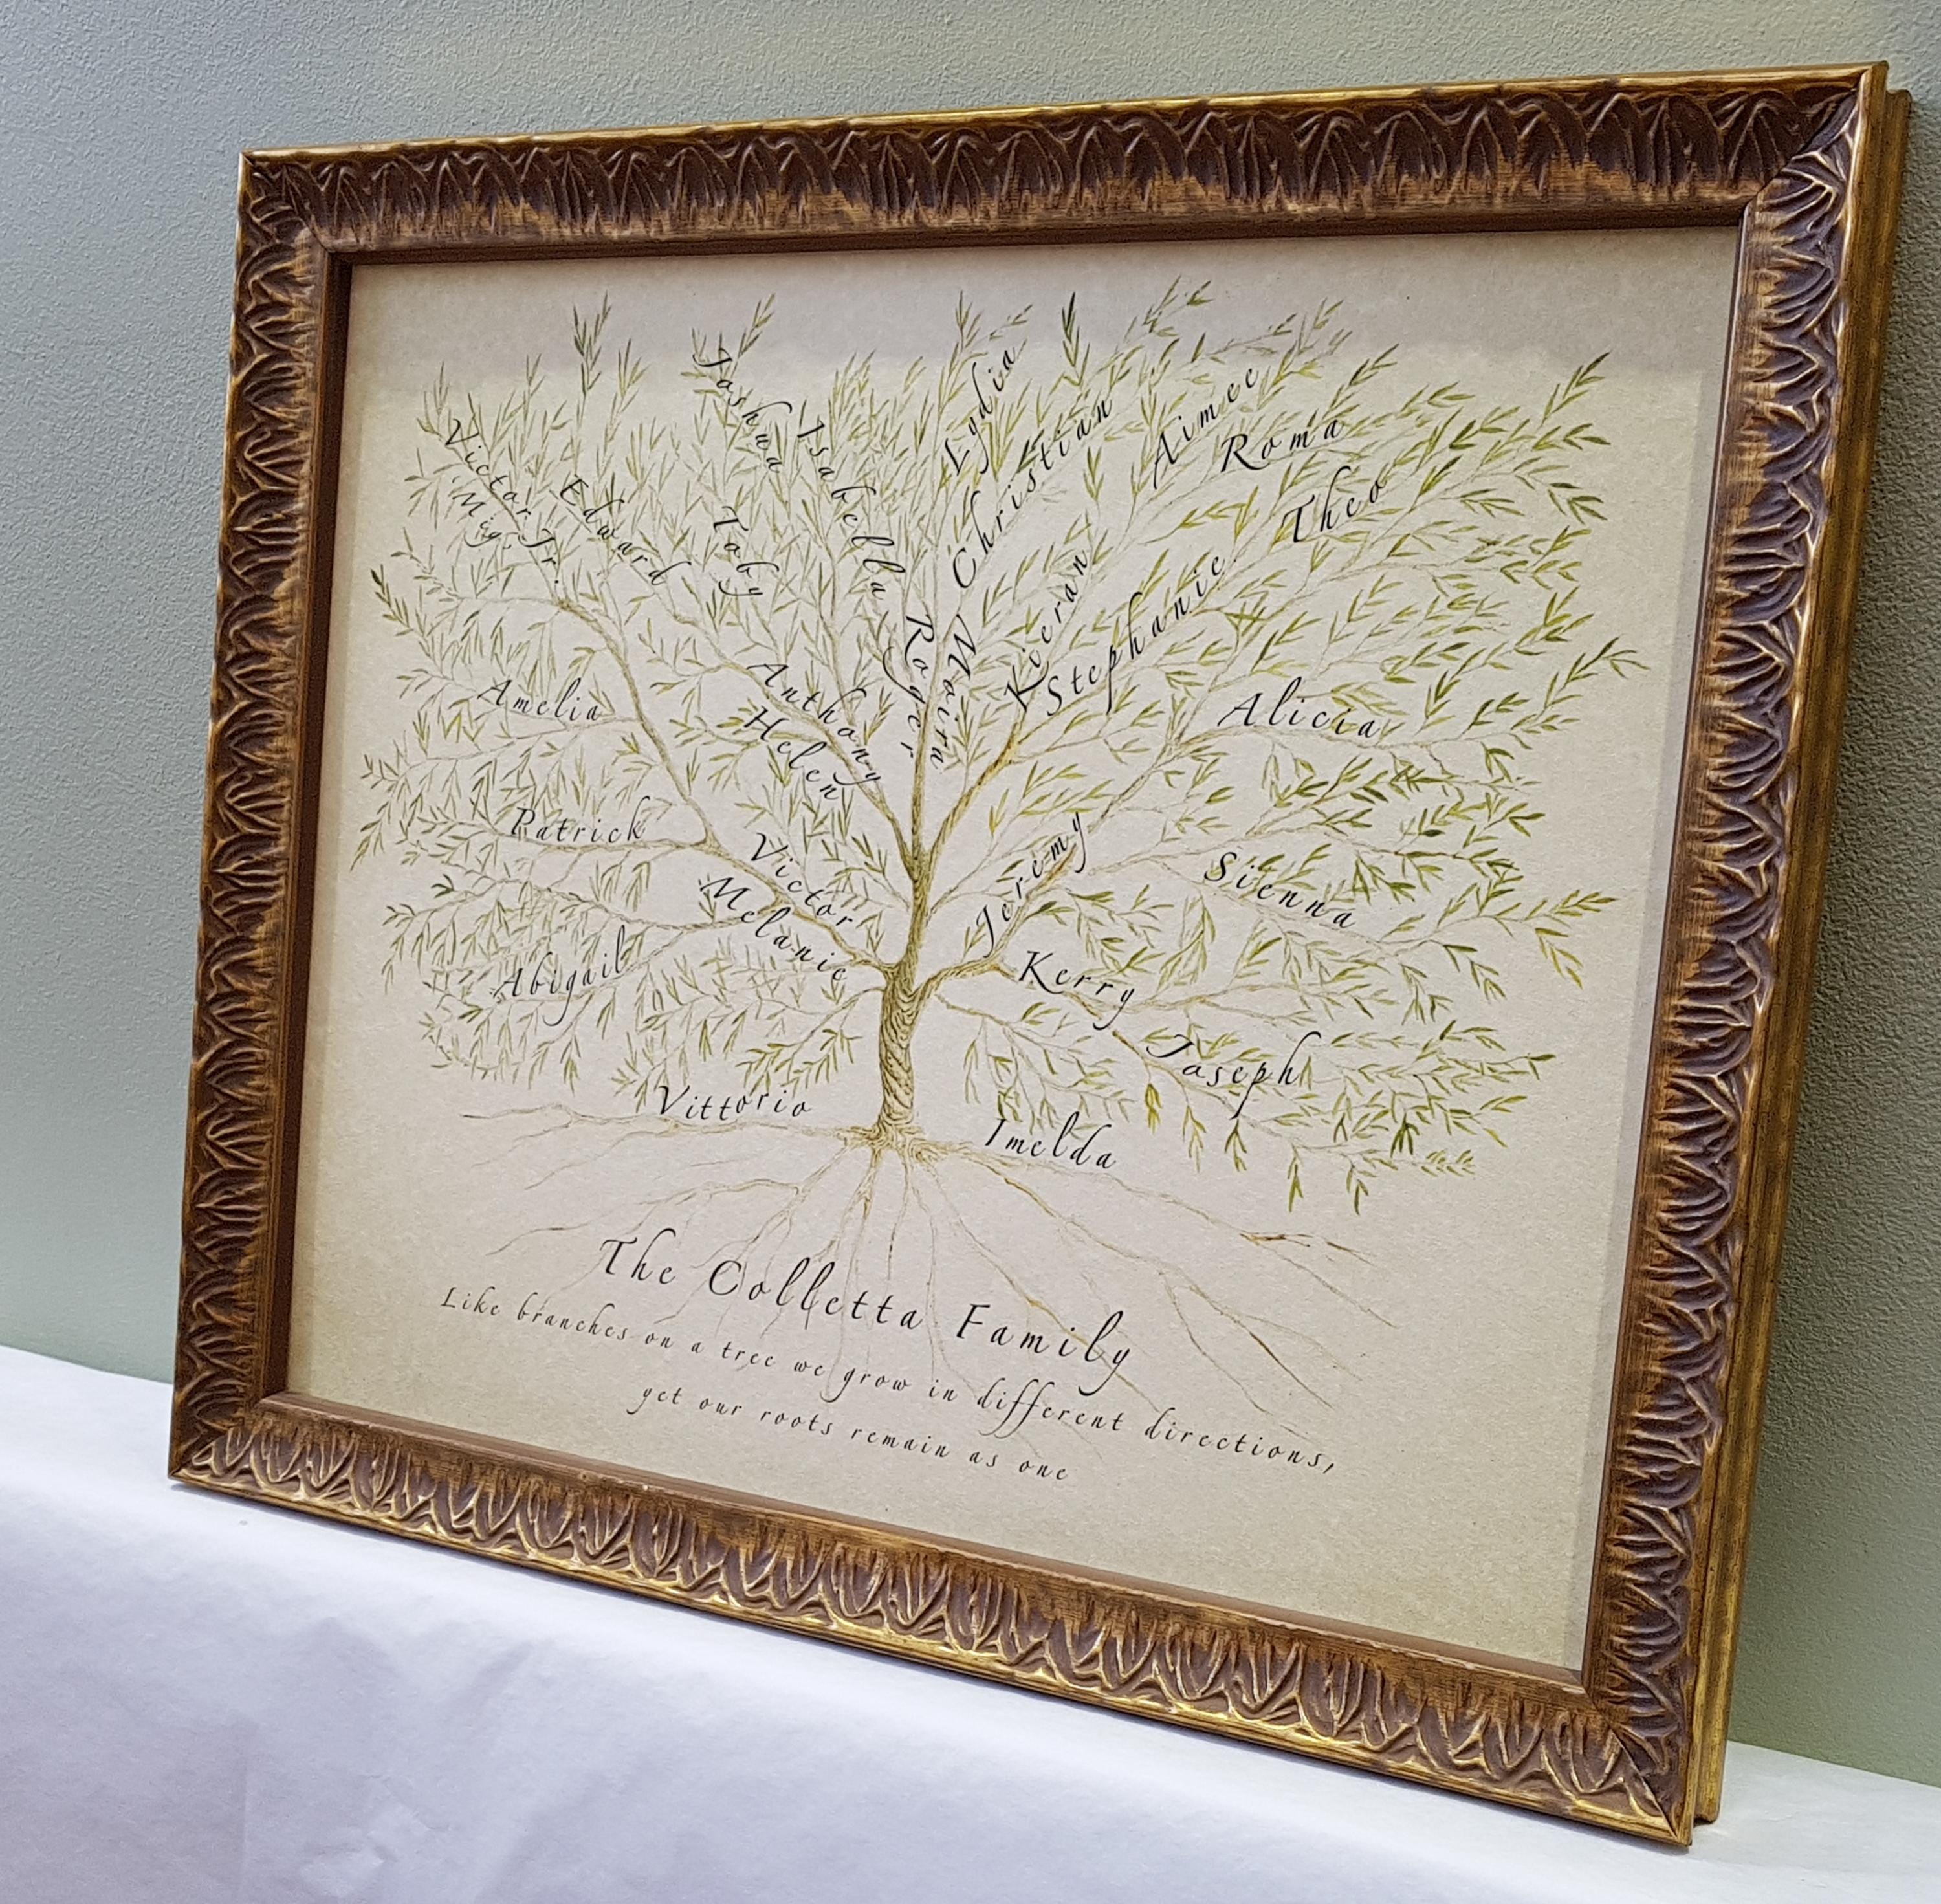 Lydia
Joshua
Aimee
Christian
Roma
Victor Jr.
Isabella
Edward
Theo
Toby
Kieran
Stephanie
Roger
Moira
Anthony
Amelia
Alicia
Helen
Patrick
Jeremy
Victor
Melanie
Sienna
Abigail
Kerry
Joseph
Vittorio
Imelda
The Colletta Family
Like branches on a tree we grow in different directions,
yet our roots remain as one